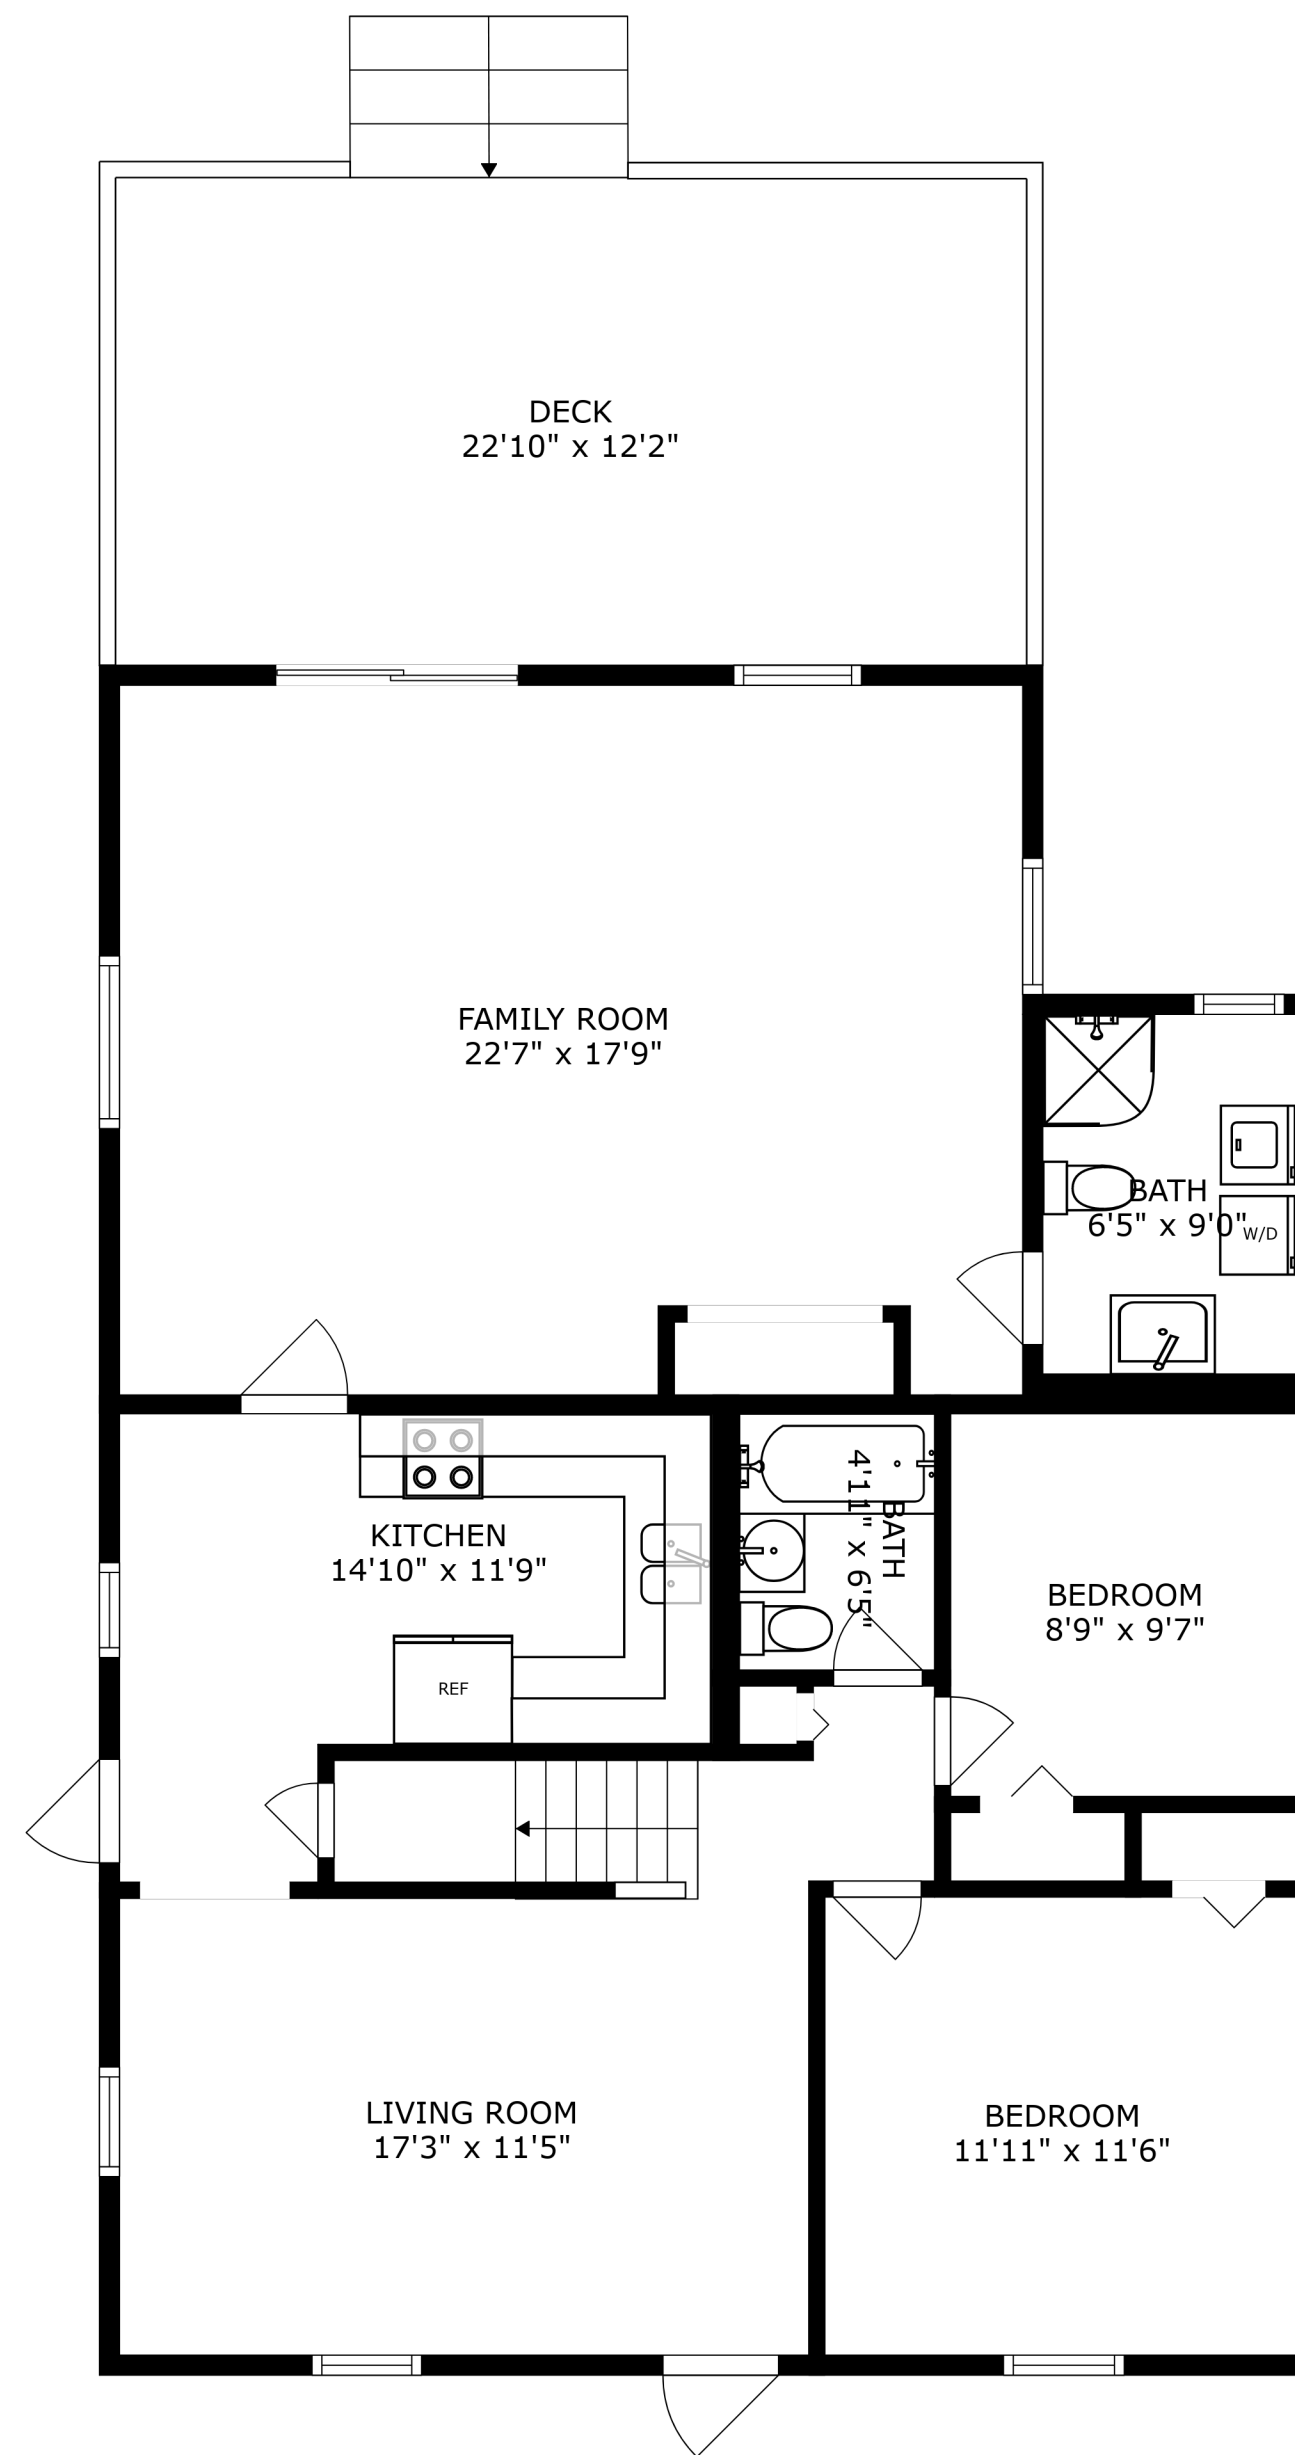 DECK
22'10" x 12'2"
FAMILY ROOM
22'7" x 17'9"
BATH
6'5" x 9'0"
W/D
KITCHEN
14'10" x 11'9"
REF
BATH
4'11" x 6'5"
BEDROOM
8'9" x 9'7"
LIVING ROOM
17'3" x 11'5"
BEDROOM
11'11" x 11'6"